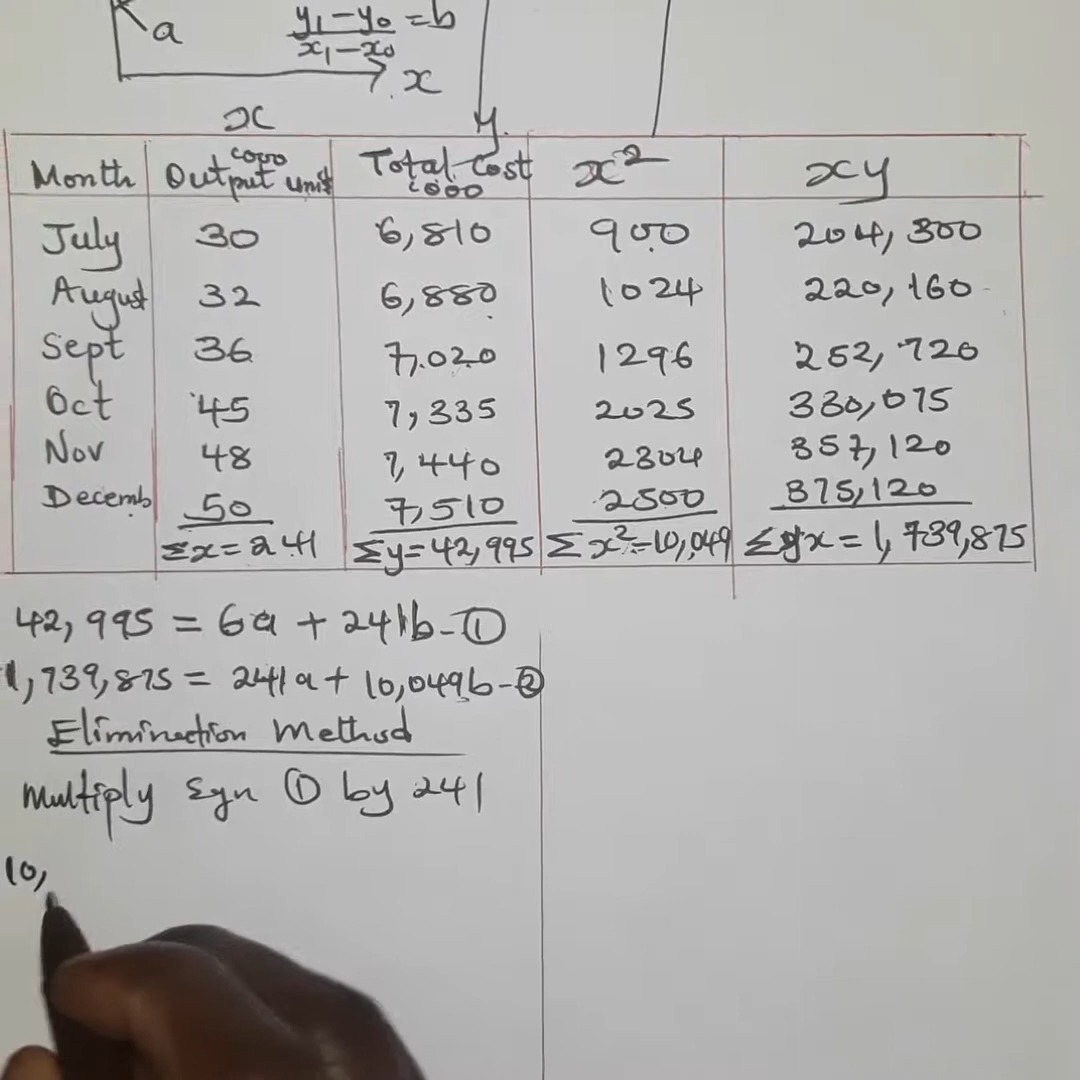 a y₁-y₀/x₁-x₀ = b
x
x y
Month Output '000 units Total Cost '000 x² xy
July 30 6,810 900 204,300
August 32 6,880 1024 220,160
Sept 36 7,020 1296 252,720
Oct 45 7,335 2025 330,075
Nov 48 7,440 2304 357,120
Decemb 50 7,510 2500 375,120
Σx = 241 Σy = 42,995 Σx² = 10,049 Σyx = 1,739,875
42,995 = 6a + 241b - ①
1,739,875 = 241a + 10,049b - ②
Elimination Method
Multiply Eqn ① by 241
10,